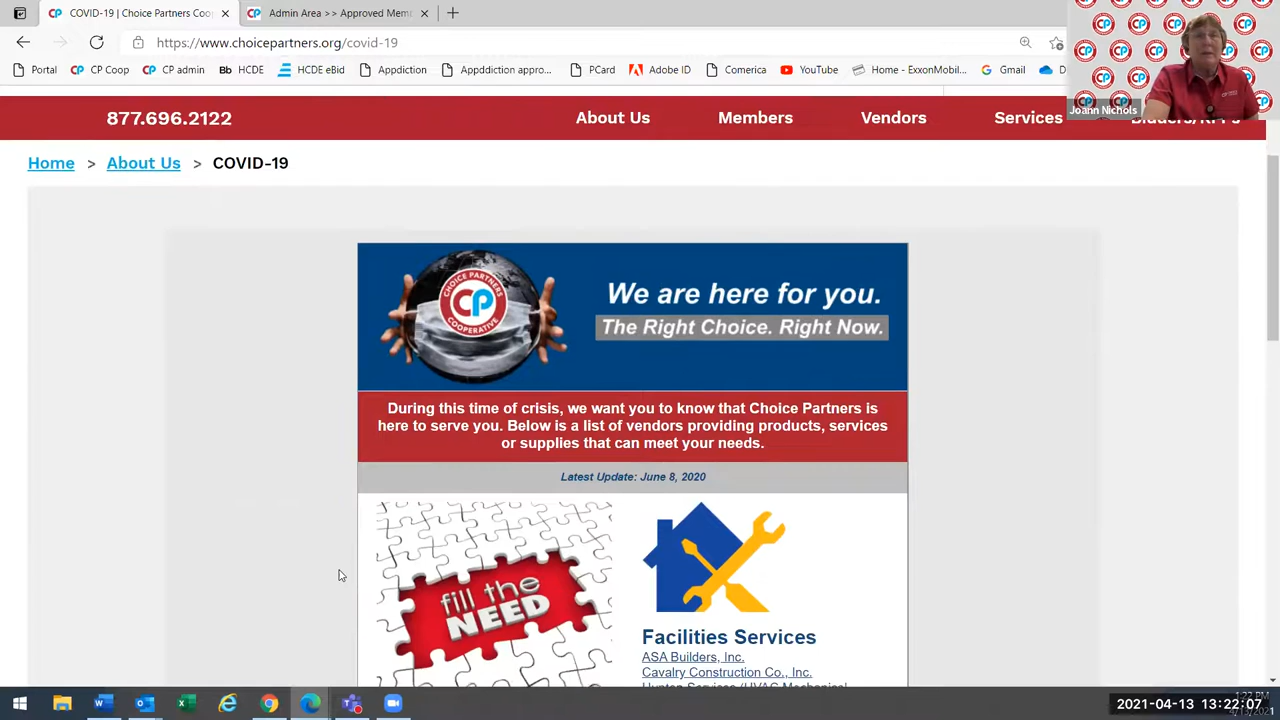 COVID-19 | Choice Partners Coo
Admin Area >> Approved Mem
https://www.choicepartners.org/covid-19
Portal
CP Coop
CP admin
Bb HCDE
HCDE eBid
Appdiction
Appddiction appro...
PCard
Adobe ID
Comerica
YouTube
Home - ExxonMobil...
Gmail
Joann Nichols
877.696.2122
About Us
Members
Vendors
Services
Home > About Us > COVID-19
CHOICE PARTNERS
CP
COOPERATIVE
We are here for you.
The Right Choice. Right Now.
During this time of crisis, we want you to know that Choice Partners is
here to serve you. Below is a list of vendors providing products, services
or supplies that can meet your needs.
Latest Update: June 8, 2020
fill the
NEED
Facilities Services
ASA Builders, Inc.
Cavalry Construction Co., Inc.
2021-04-13 13:22:07